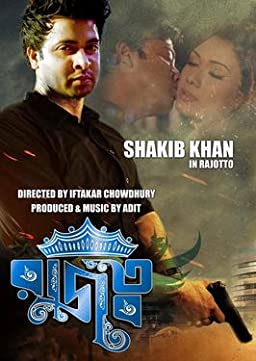 SHAKIB KHAN
IN RAJOTTO
DIRECTED BY IFTAKAR CHOWDHURY
PRODUCED & MUSIC BY ADIT
রাজত্ব